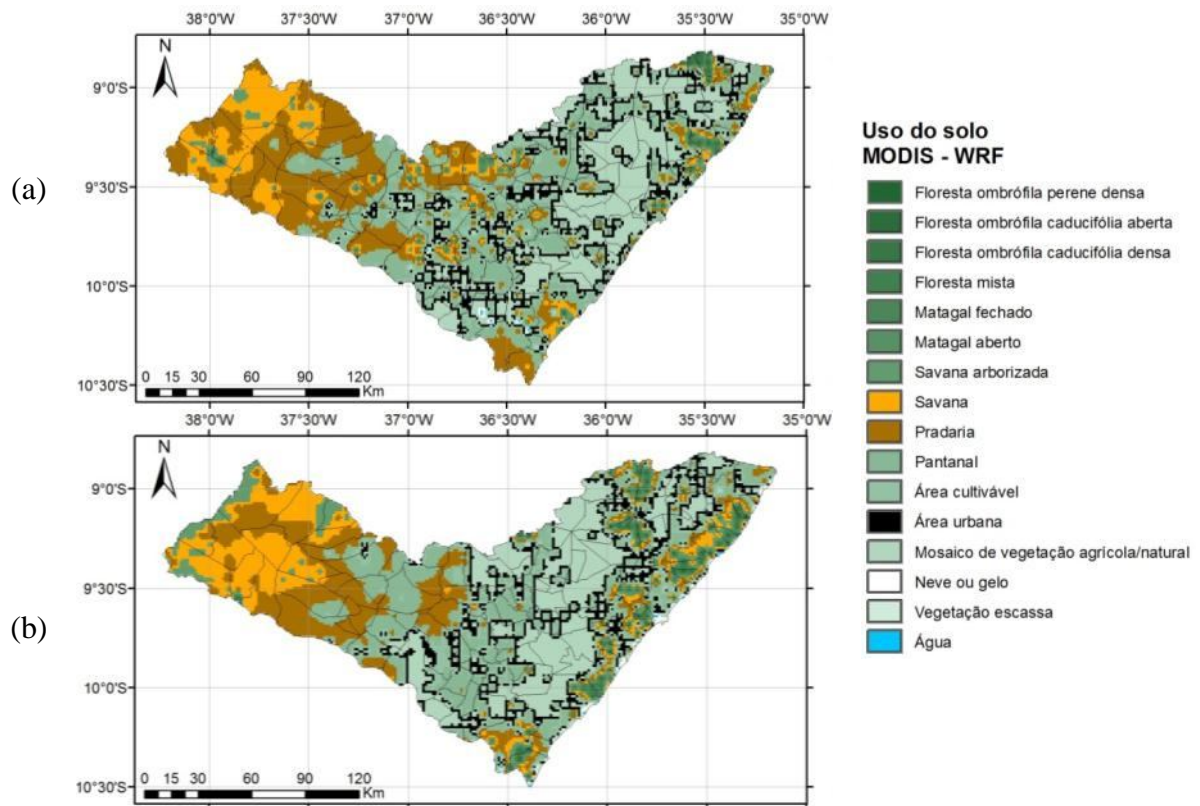 38°0'W 37°30'W 37°0'W 36°30'W 36°0'W 35°30'W 35°0'W
(a)
N
9°0'S
9°30'S
10°0'S
10°30'S
0 15 30 60 90 120
Km
38°0'W 37°30'W 37°0'W 36°30'W 36°0'W 35°30'W 35°0'W
(b)
N
9°0'S
9°30'S
10°0'S
10°30'S
0 15 30 60 90 120
Km
Uso do solo
MODIS - WRF
Floresta ombrófila perene densa
Floresta ombrófila caducifólia aberta
Floresta ombrófila caducifólia densa
Floresta mista
Matagal fechado
Matagal aberto
Savana arborizada
Savana
Pradaria
Pantanal
Área cultivável
Área urbana
Mosaico de vegetação agrícola/natural
Neve ou gelo
Vegetação escassa
Água